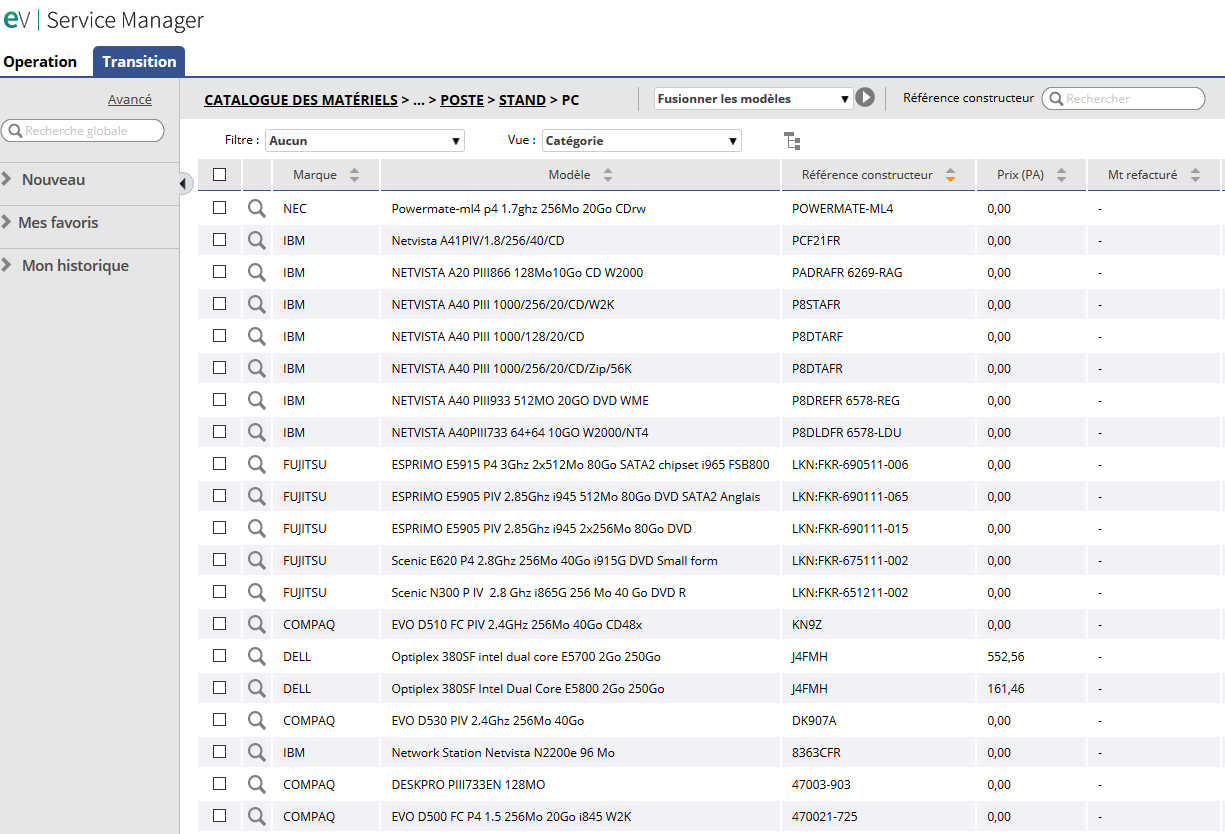 eV | Service Manager
Operation Transition
Avancé
CATALOGUE DES MATÉRIELS > ... > POSTE > STAND > PC
Fusionner les modèles
Référence constructeur
Rechercher
Recherche globale
Filtre : Aucun
Vue : Catégorie
Nouveau
Mes favoris
Mon historique
Marque Modèle Référence constructeur Prix (PA) Mt refacturé
NEC Powermate-ml4 p4 1.7ghz 256Mo 20Go CDrw POWERMATE-ML4 0,00 -
IBM Netvista A41PIV/1.8/256/40/CD PCF21FR 0,00 -
IBM NETVISTA A20 PIII866 128Mo10Go CD W2000 PADRAFR 6269-RAG 0,00 -
IBM NETVISTA A40 PIII 1000/256/20/CD/W2K P8STAFR 0,00 -
IBM NETVISTA A40 PIII 1000/128/20/CD P8DTARF 0,00 -
IBM NETVISTA A40 PIII 1000/256/20/CD/Zip/56K P8DTAFR 0,00 -
IBM NETVISTA A40 PIII933 512MO 20GO DVD WME P8DREFR 6578-REG 0,00 -
IBM NETVISTA A40PIII733 64+64 10GO W2000/NT4 P8DLDFR 6578-LDU 0,00 -
FUJITSU ESPRIMO E5915 P4 3Ghz 2x512Mo 80Go SATA2 chipset i965 FSB800 LKN:FKR-690511-006 0,00 -
FUJITSU ESPRIMO E5905 PIV 2.85Ghz i945 512Mo 80Go DVD SATA2 Anglais LKN:FKR-690111-065 0,00 -
FUJITSU ESPRIMO E5905 PIV 2.85Ghz i945 2x256Mo 80Go DVD LKN:FKR-690111-015 0,00 -
FUJITSU Scenic E620 P4 2.8Ghz 256Mo 40Go i915G DVD Small form LKN:FKR-675111-002 0,00 -
FUJITSU Scenic N300 P IV  2.8 Ghz i865G 256 Mo 40 Go DVD R LKN:FKR-651211-002 0,00 -
COMPAQ EVO D510 FC PIV 2.4GHz 256Mo 40Go CD48x KN9Z 0,00 -
DELL Optiplex 380SF intel dual core E5700 2Go 250Go J4FMH 552,56 -
DELL Optiplex 380SF Intel Dual Core E5800 2Go 250Go J4FMH 161,46 -
COMPAQ EVO D530 PIV 2.4Ghz 256Mo 40Go DK907A 0,00 -
IBM Network Station Netvista N2200e 96 Mo 8363CFR 0,00 -
COMPAQ DESKPRO PIII733EN 128MO 47003-903 0,00 -
COMPAQ EVO D500 FC P4 1.5 256Mo 20Go i845 W2K 470021-725 0,00 -